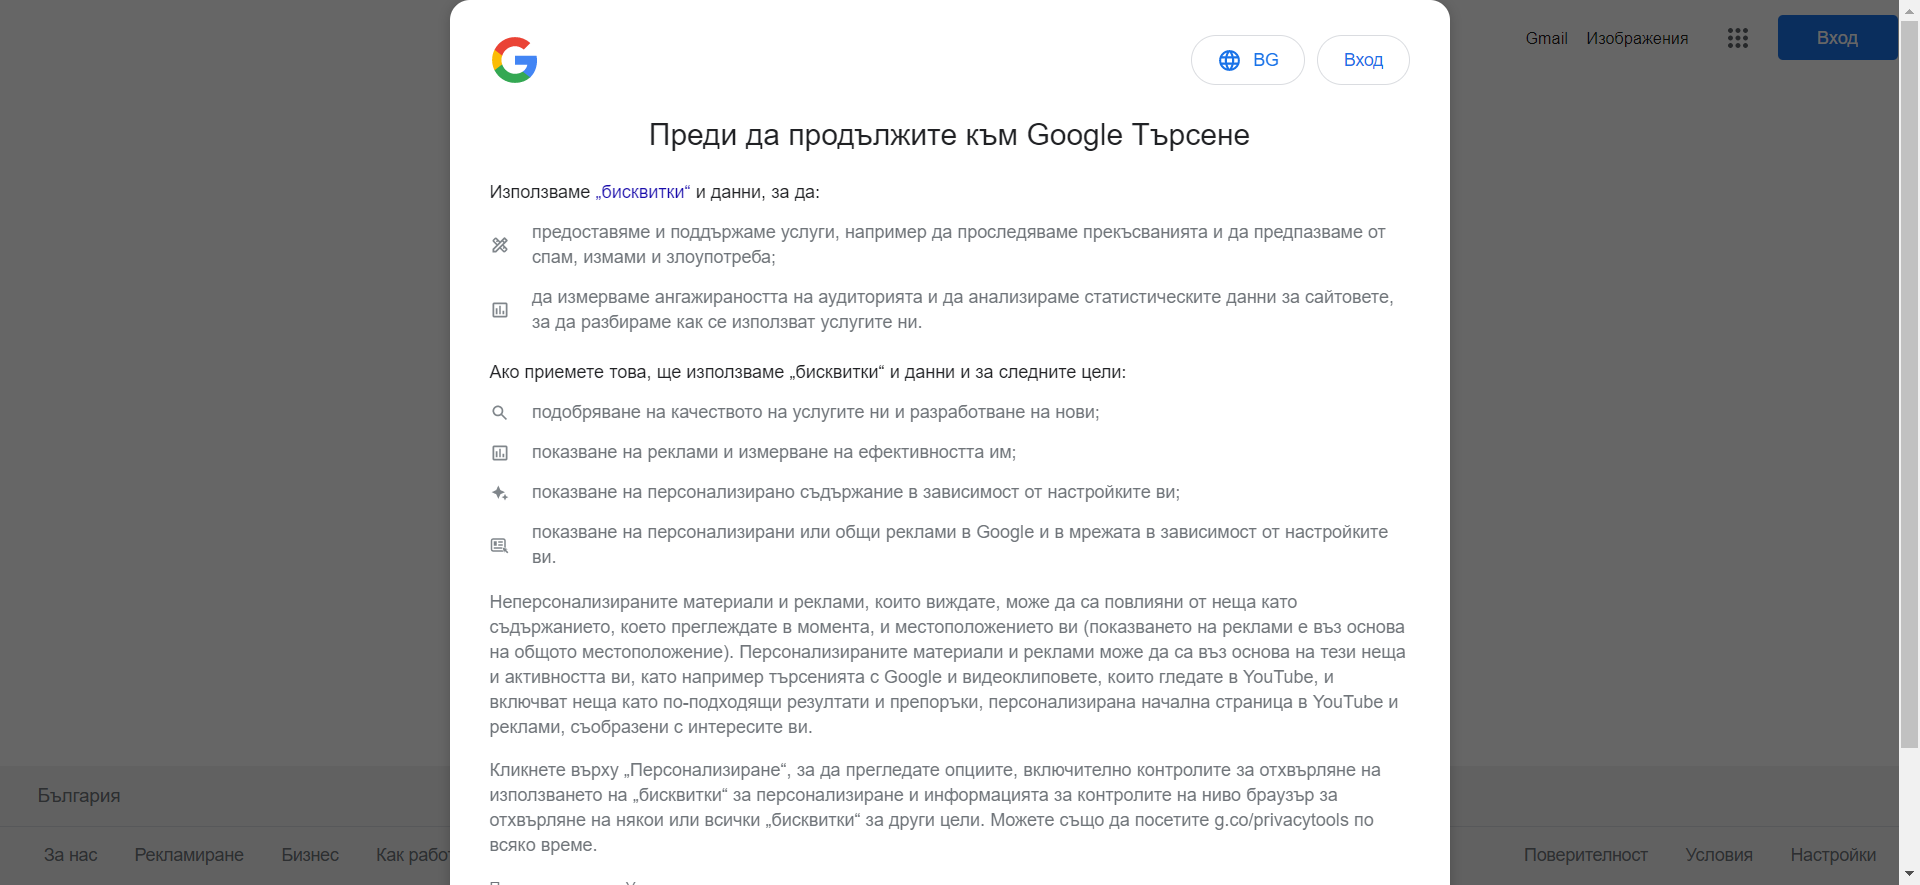 Gmail Изображения Вход
BG Вход
Преди да продължите към Google Търсене
Използваме „бисквитки“ и данни, за да:
предоставяме и поддържаме услуги, например да проследяваме прекъсванията и да предпазваме от
спам, измами и злоупотреба;
да измерваме ангажираността на аудиторията и да анализираме статистическите данни за сайтовете,
за да разбираме как се използват услугите ни.
Ако приемете това, ще използваме „бисквитки“ и данни и за следните цели:
подобряване на качеството на услугите ни и разработване на нови;
показване на реклами и измерване на ефективността им;
показване на персонализирано съдържание в зависимост от настройките ви;
показване на персонализирани или общи реклами в Google и в мрежата в зависимост от настройките
ви.
Неперсонализираните материали и реклами, които виждате, може да са повлияни от неща като
съдържанието, което преглеждате в момента, и местоположението ви (показването на реклами е въз основа
на общото местоположение). Персонализираните материали и реклами може да са въз основа на тези неща
и активността ви, като например търсенията с Google и видеоклиповете, които гледате в YouTube, и
включват неща като по-подходящи резултати и препоръки, персонализирана начална страница в YouTube и
реклами, съобразени с интересите ви.
Кликнете върху „Персонализиране“, за да прегледате опциите, включително контролите за отхвърляне на
използването на „бисквитки“ за персонализиране и информацията за контролите на ниво браузър за
отхвърляне на някои или всички „бисквитки“ за други цели. Можете също да посетите g.co/privacytools по
всяко време.
България
За нас Рекламиране Бизнес Как Поверителност Условия Настройки